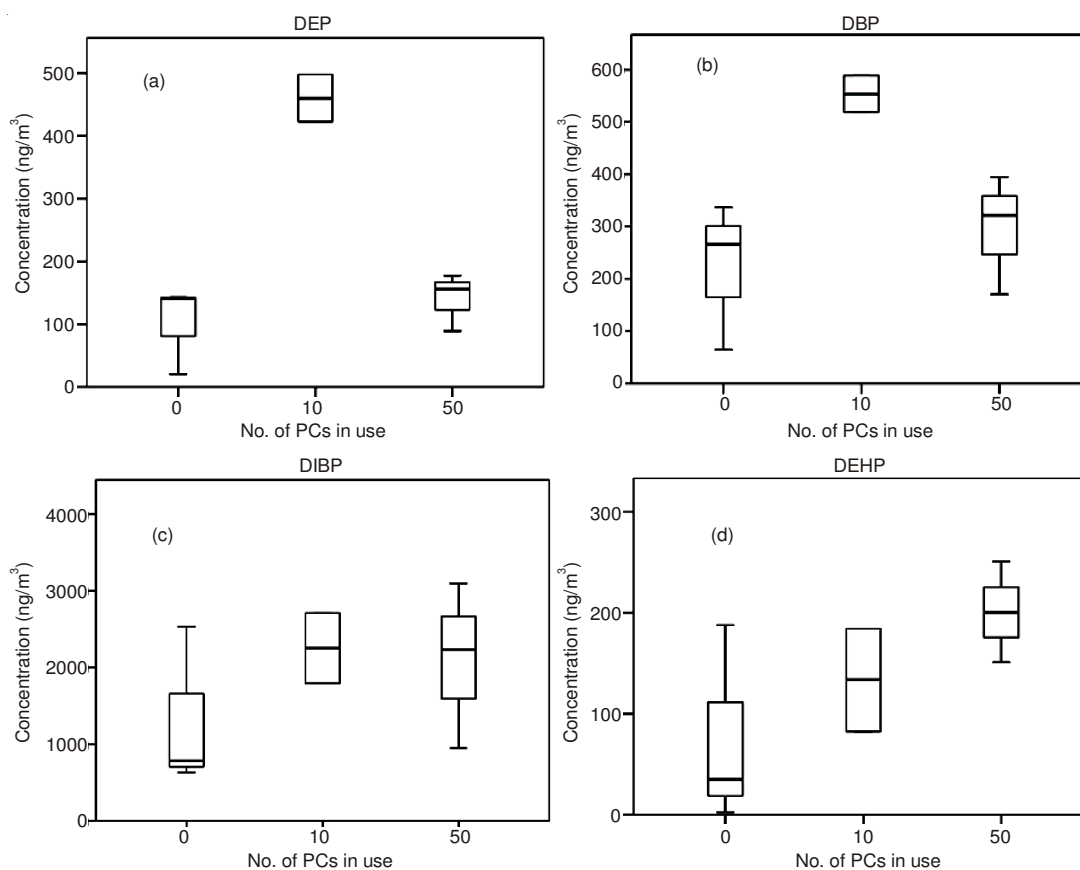 DEP
(a)
Concentration (ng/m³)
500
400
300
200
100
0
0 10 50
No. of PCs in use
DBP
(b)
Concentration (ng/m³)
600
500
400
300
200
100
0
0 10 50
No. of PCs in use
DIBP
(c)
Concentration (ng/m³)
4000
3000
2000
1000
0
0 10 50
No. of PCs in use
DEHP
(d)
Concentration (ng/m³)
300
200
100
0
0 10 50
No. of PCs in use